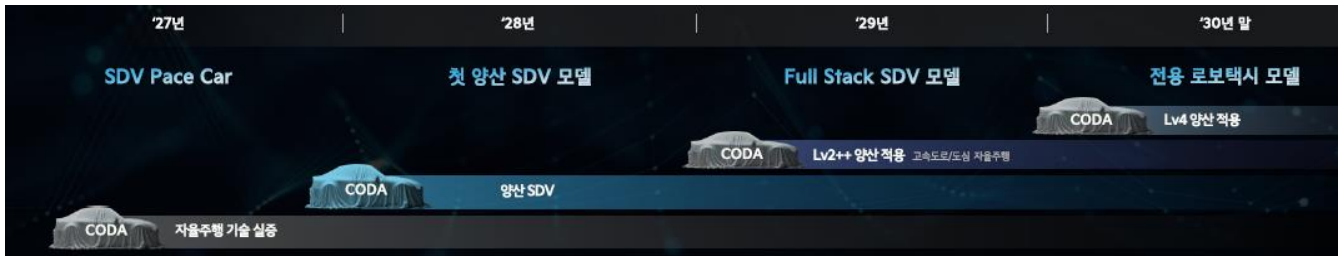 ‘27년 ‘28년 ‘29년 ‘30년 말
SDV Pace Car 첫 양산 SDV 모델 Full Stack SDV 모델 전용 로보택시 모델
CODA Lv4 양산 적용
CODA Lv2++ 양산 적용 고속도로/도심 자율주행
CODA 양산 SDV
CODA 자율주행 기술 실증